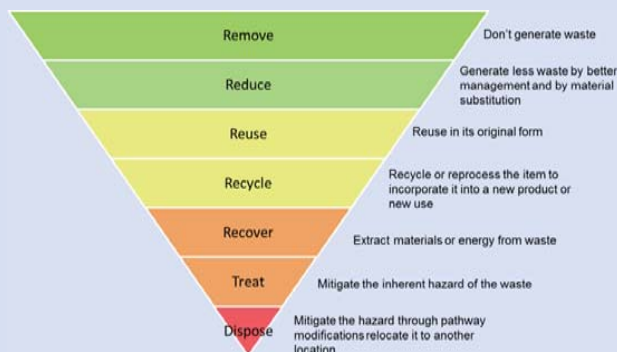 Remove
Don't generate waste
Reduce
Generate less waste by better
management and by material
substitution
Reuse
Reuse in its original form
Recycle
Recycle or reprocess the item to
incorporate it into a new product or
new use
Recover
Extract materials or energy from waste
Treat
Mitigate the inherent hazard of the waste
Dispose
Mitigate the hazard through pathway
modifications relocate it to another
location